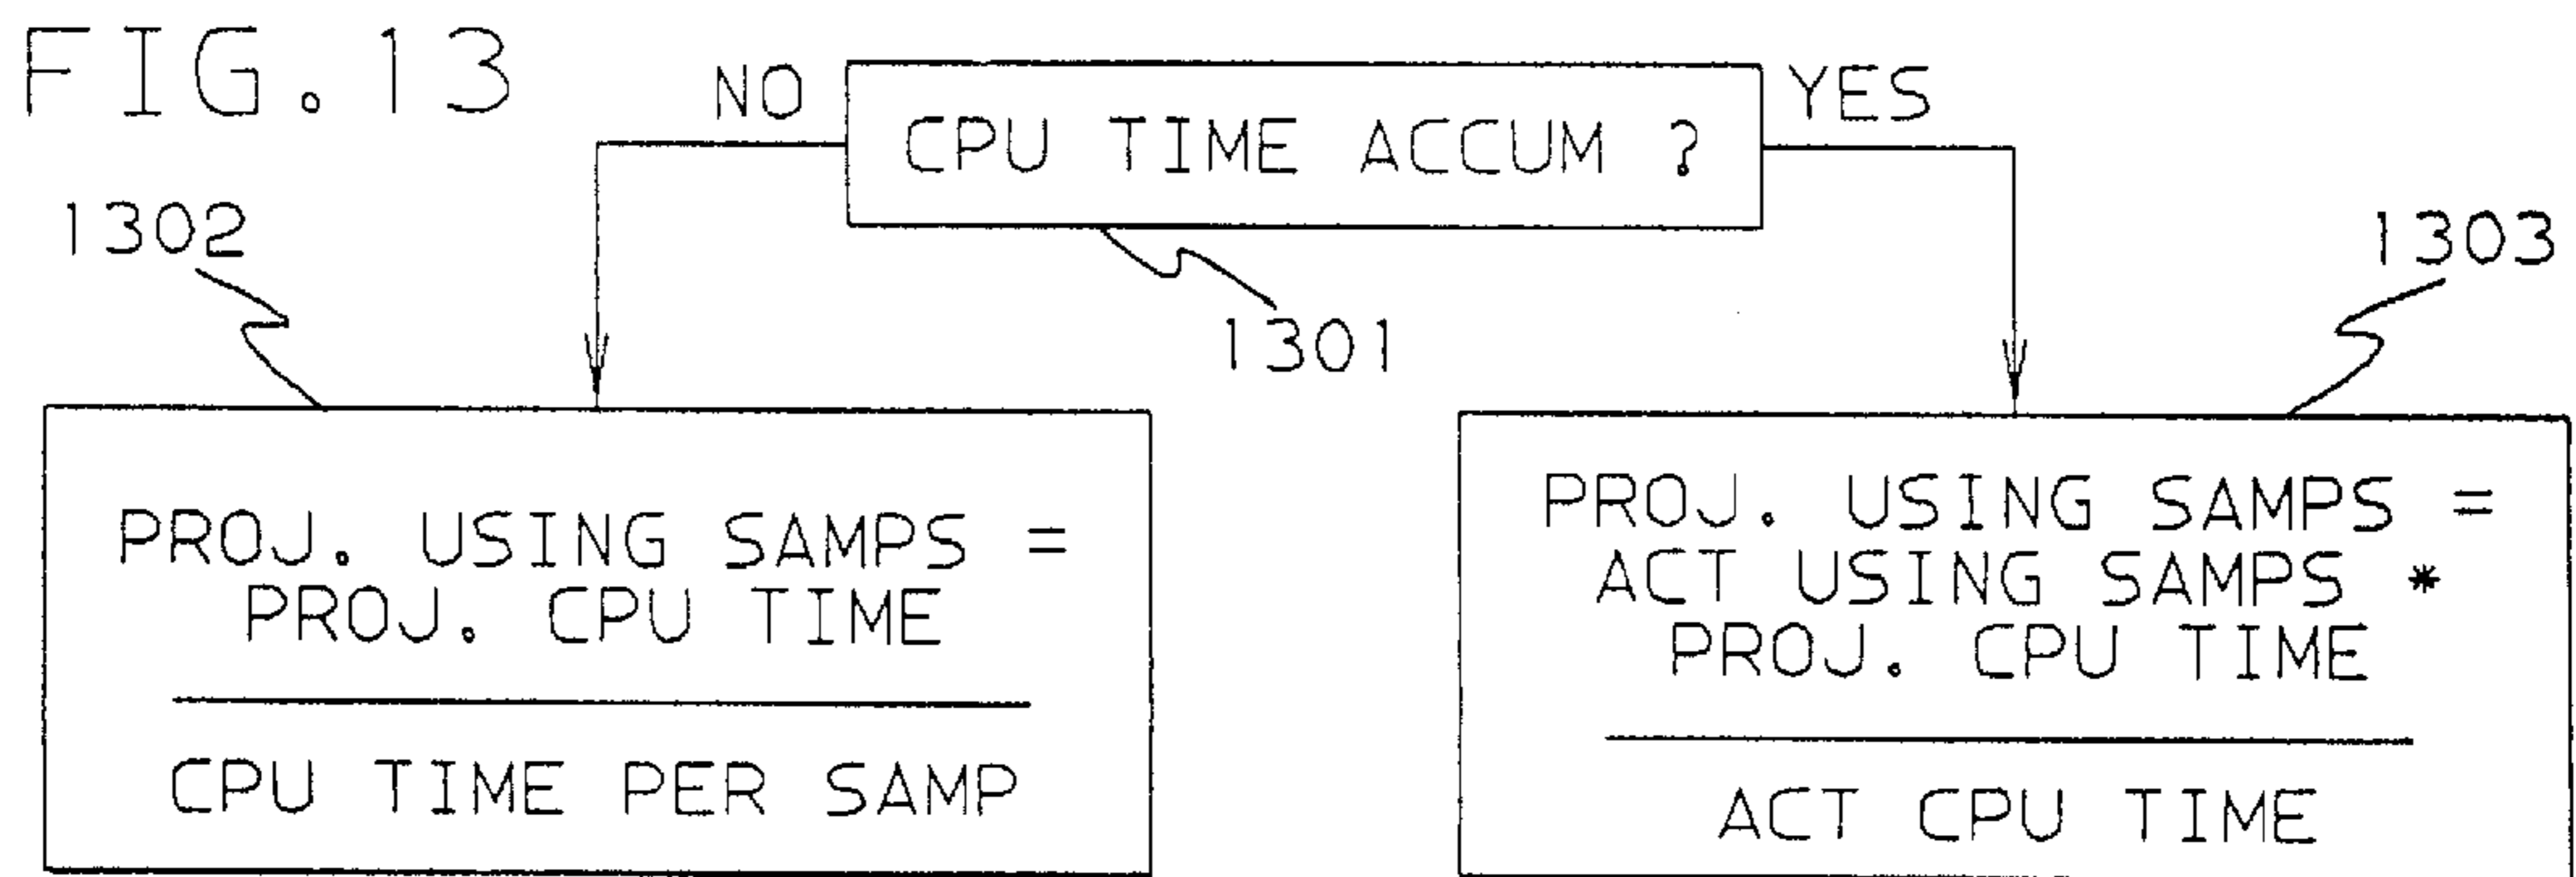 FIG.13
NO
CPU TIME ACCUM ?
YES
1302
1301
1303
PROJ. USING SAMPS =
PROJ. CPU TIME
CPU TIME PER SAMP
PROJ. USING SAMPS =
ACT USING SAMPS *
PROJ. CPU TIME
ACT CPU TIME